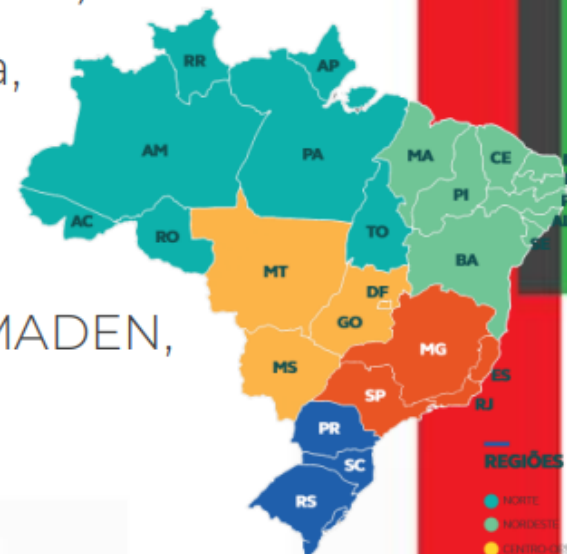 a,
RR
AP
AM
PA
MA
CE
PI
AC
RO
TO
BA
MT
DF
GO
MADEN,
MG
MS
ES
SP
RJ
PR
SC
REGIÕES
RS
NORTE
NORDESTE